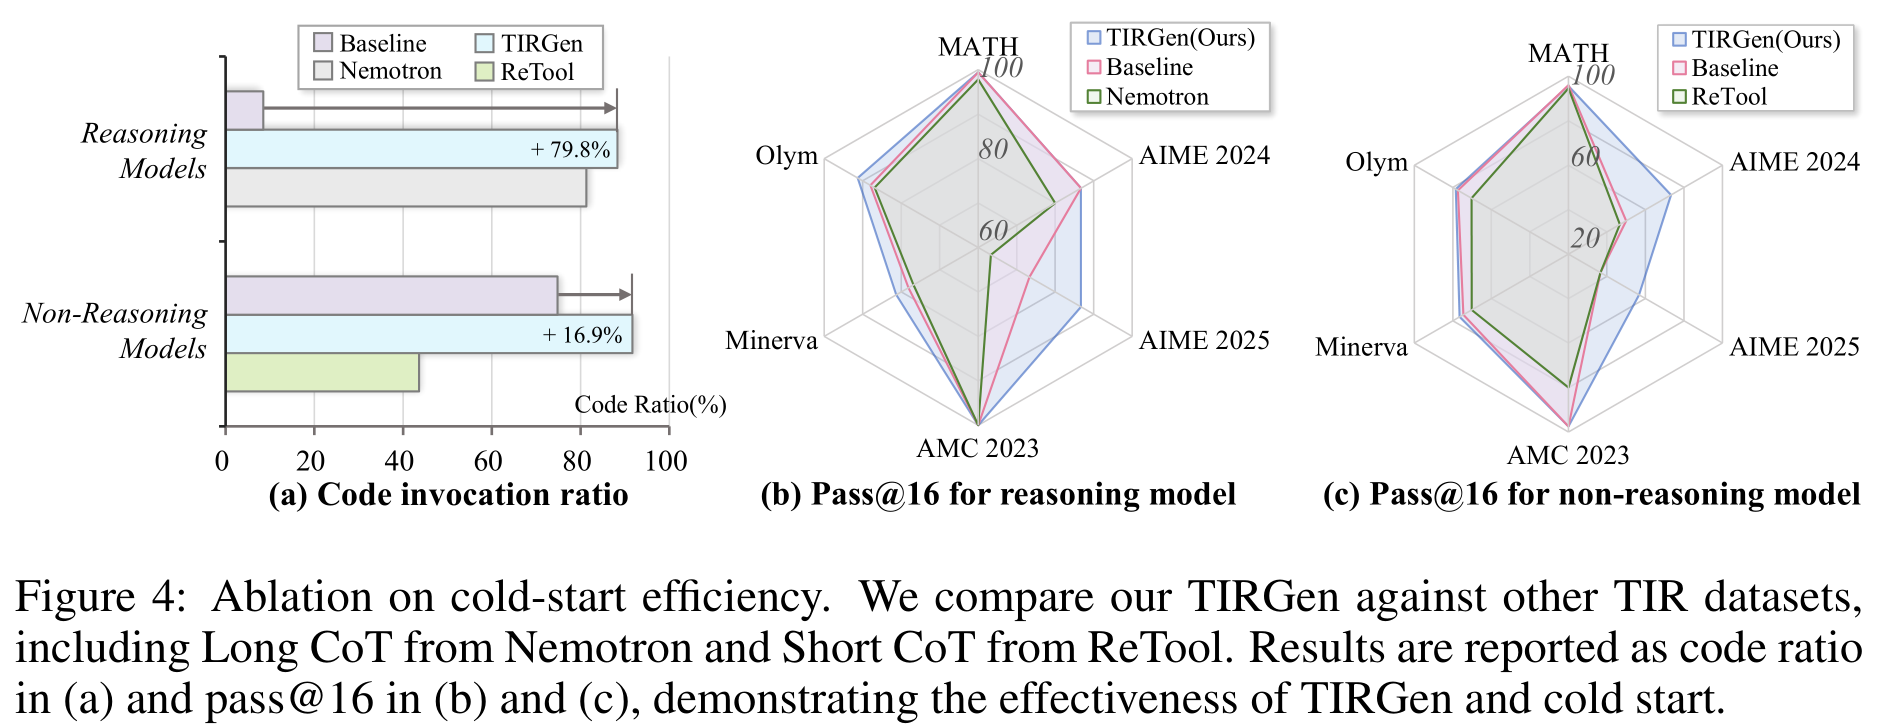 Baseline
TIRGen
Nemotron
ReTool
Reasoning
Models
+ 79.8%
Non-Reasoning
Models
+ 16.9%
Code Ratio(%)
0 20 40 60 80 100
(a) Code invocation ratio
TIRGen(Ours)
Baseline
Nemotron
MATH
100
80
60
Olym
AIME 2024
Minerva
AIME 2025
AMC 2023
(b) Pass@16 for reasoning model
TIRGen(Ours)
Baseline
ReTool
MATH
100
60
20
Olym
AIME 2024
Minerva
AIME 2025
AMC 2023
(c) Pass@16 for non-reasoning model
Figure 4: Ablation on cold-start efficiency. We compare our TIRGen against other TIR datasets,
including Long CoT from Nemotron and Short CoT from ReTool. Results are reported as code ratio
in (a) and pass@16 in (b) and (c), demonstrating the effectiveness of TIRGen and cold start.